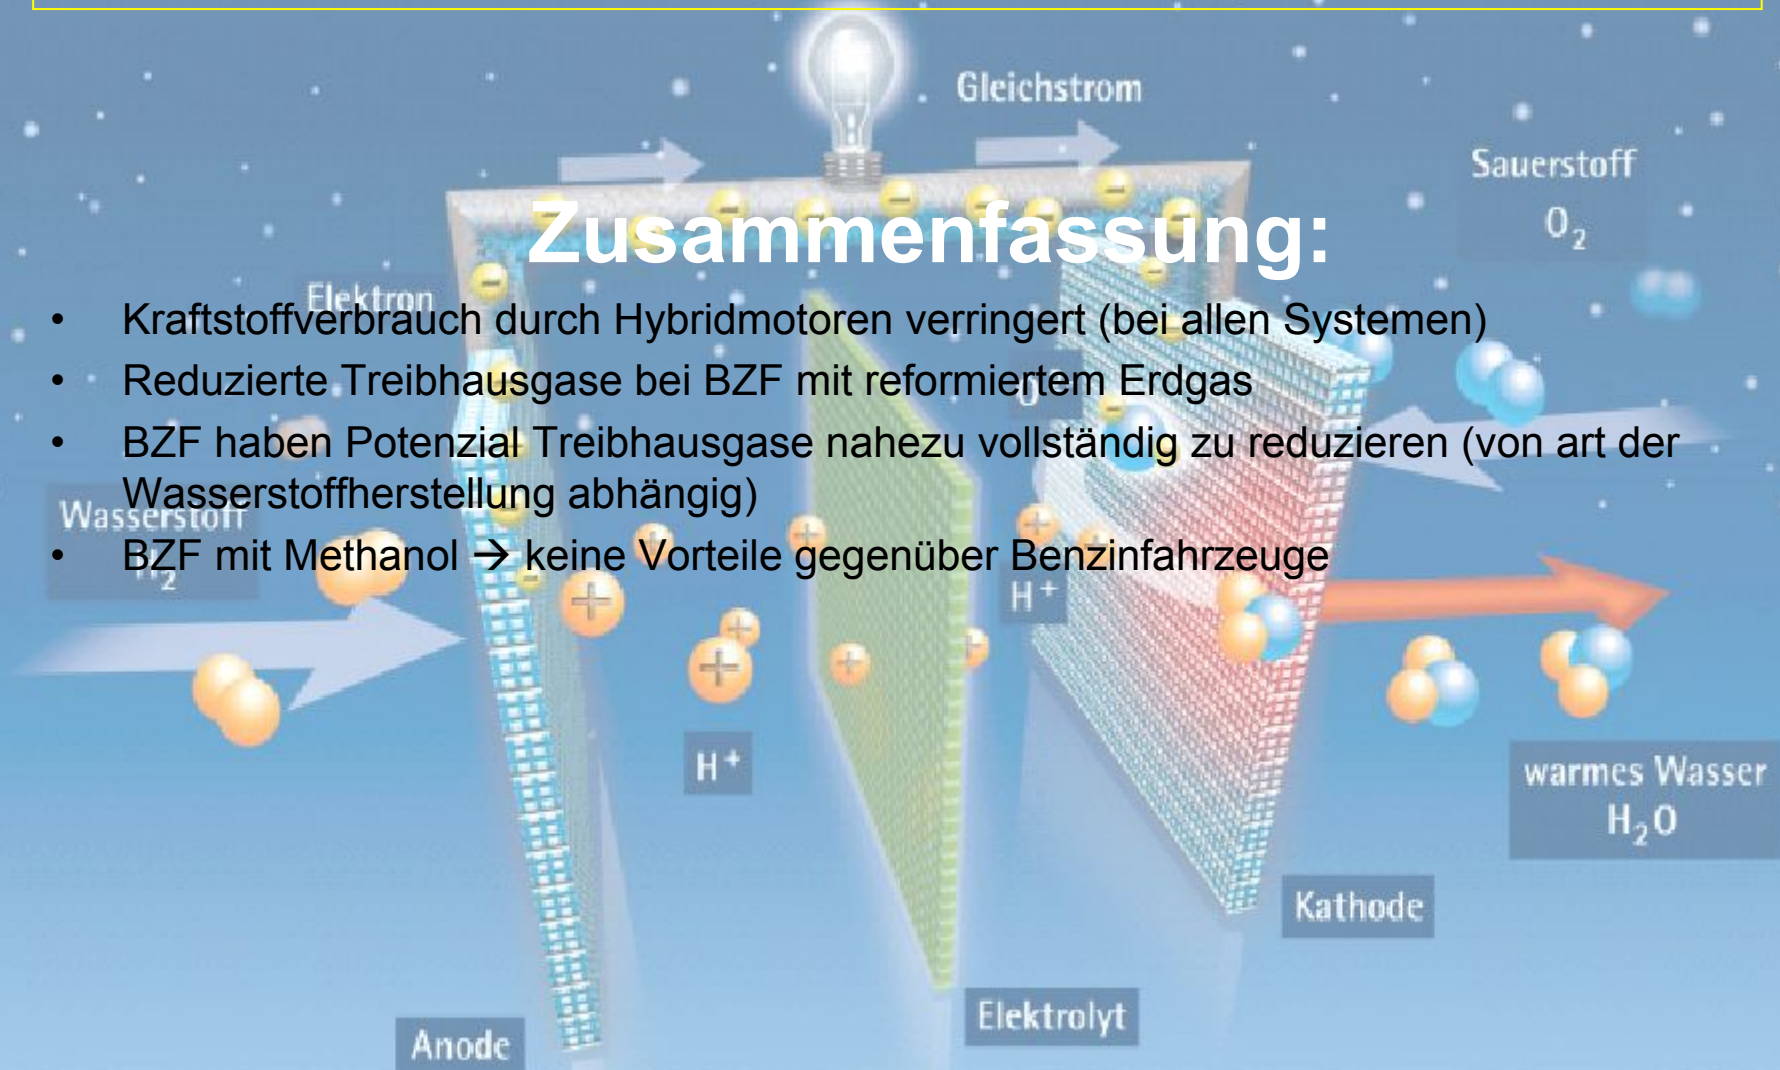 Gleichstrom
Sauerstoff
O₂
Zusammenfassung:
Elektron
• Kraftstoffverbrauch durch Hybridmotoren verringert (bei allen Systemen)
• Reduzierte Treibhausgase bei BZF mit reformiertem Erdgas
• BZF haben Potenzial Treibhausgase nahezu vollständig zu reduzieren (von art der
Wasserstoffherstellung abhängig)
• BZF mit Methanol → keine Vorteile gegenüber Benzinfahrzeuge
Wasserstoff
H₂
H⁺
H⁺
warmes Wasser
H₂O
Kathode
Elektrolyt
Anode